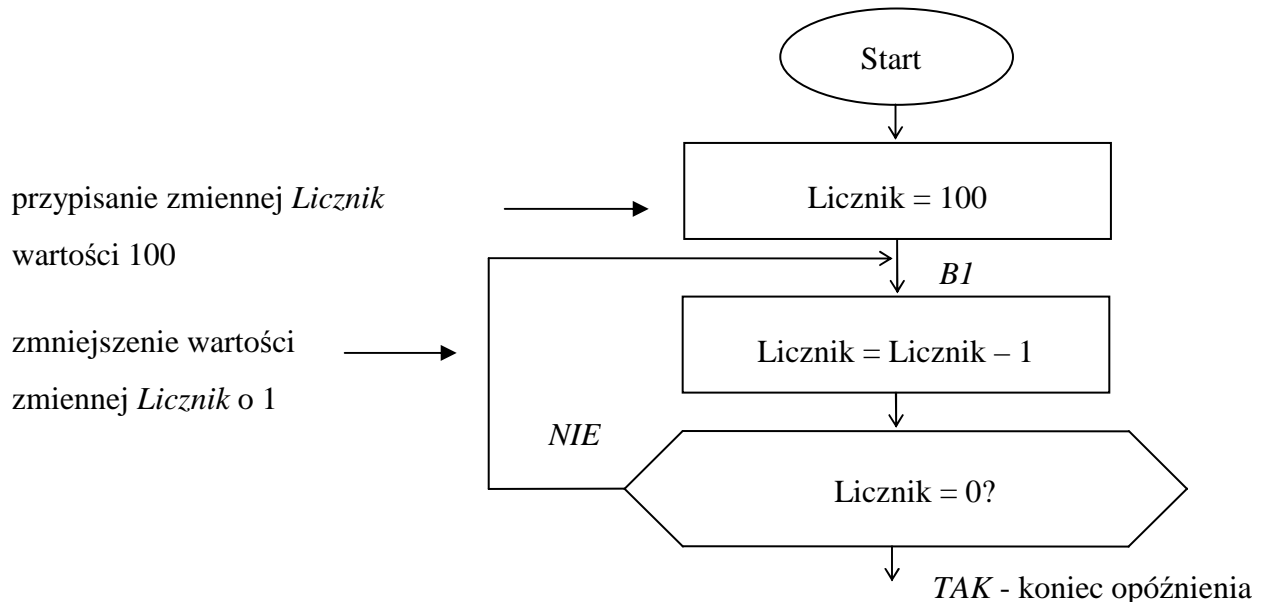 Start
przypisanie zmiennej Licznik
wartości 100
Licznik = 100
B1
zmniejszenie wartości
zmiennej Licznik o 1
Licznik = Licznik – 1
NIE
Licznik = 0?
TAK - koniec opóźnienia